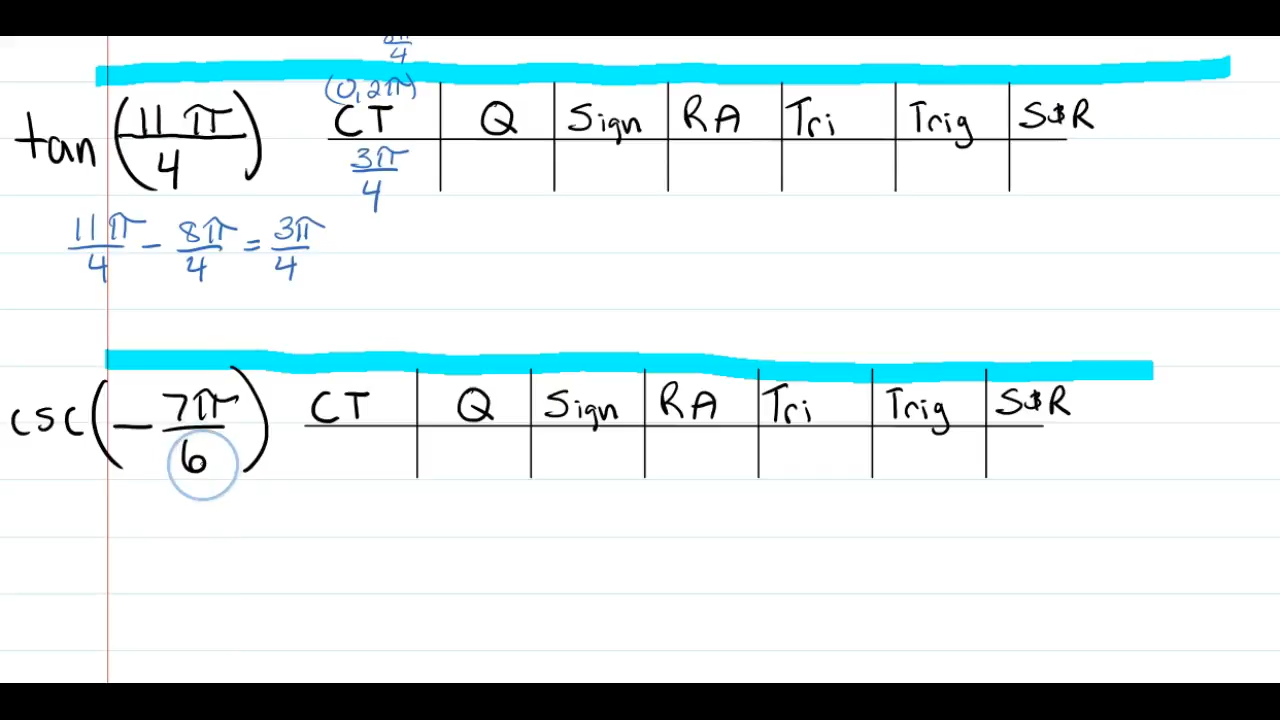 π/4
(0, 2π)
tan(11π/4) CT Q Sign RA Tri Trig S&R
3π/4
11π/4 - 8π/4 = 3π/4
csc(-7π/6) CT Q Sign RA Tri Trig S&R